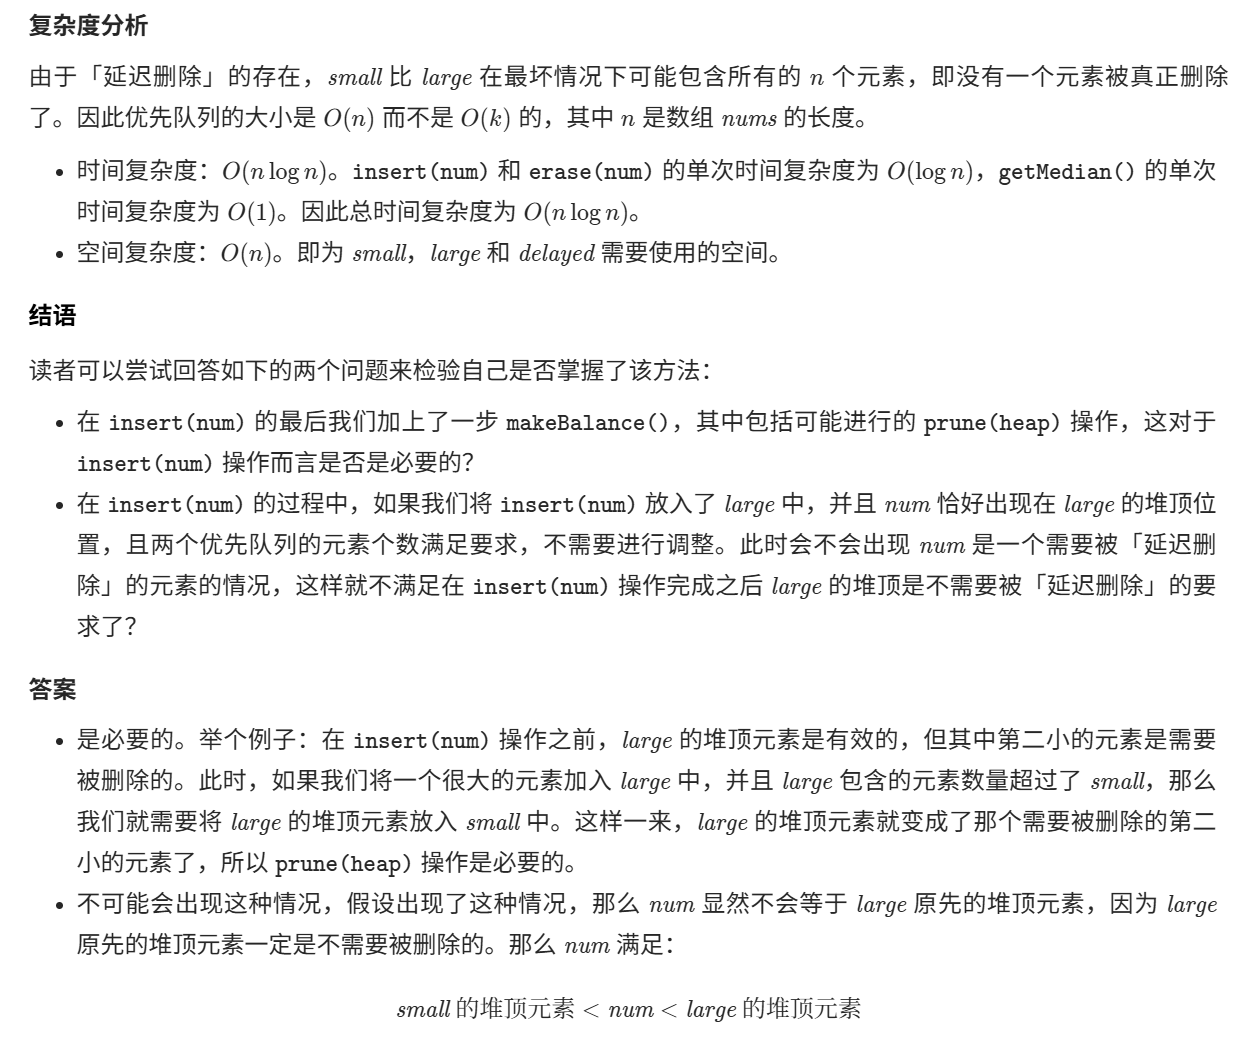 复杂度分析
由于「延迟删除」的存在，small 比 large 在最坏情况下可能包含所有的 n 个元素，即没有一个元素被真正删除
了。因此优先队列的大小是 O(n) 而不是 O(k) 的，其中 n 是数组 nums 的长度。
• 时间复杂度：O(n log n)。insert(num) 和 erase(num) 的单次时间复杂度为 O(log n)，getMedian() 的单次
时间复杂度为 O(1)。因此总时间复杂度为 O(n log n)。
• 空间复杂度：O(n)。即为 small，large 和 delayed 需要使用的空间。
结语
读者可以尝试回答如下的两个问题来检验自己是否掌握了该方法：
• 在 insert(num) 的最后我们加上了一步 makeBalance()，其中包括可能进行的 prune(heap) 操作，这对于
insert(num) 操作而言是否是必要的？
• 在 insert(num) 的过程中，如果我们将 insert(num) 放入了 large 中，并且 num 恰好出现在 large 的堆顶位
置，且两个优先队列的元素个数满足要求，不需要进行调整。此时会不会出现 num 是一个需要被「延迟删
除」的元素的情况，这样就不满足在 insert(num) 操作完成之后 large 的堆顶是不需要被「延迟删除」的要
求了？
答案
• 是必要的。举个例子：在 insert(num) 操作之前，large 的堆顶元素是有效的，但其中第二小的元素是需要
被删除的。此时，如果我们将一个很大的元素加入 large 中，并且 large 包含的元素数量超过了 small，那么
我们就需要将 large 的堆顶元素放入 small 中。这样一来，large 的堆顶元素就变成了那个需要被删除的第二
小的元素了，所以 prune(heap) 操作是必要的。
• 不可能会出现这种情况，假设出现了这种情况，那么 num 显然不会等于 large 原先的堆顶元素，因为 large
原先的堆顶元素一定是不需要被删除的。那么 num 满足：
small 的堆顶元素 < num < large 的堆顶元素